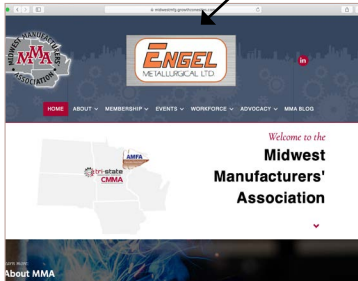 MIDWEST MANUFACTURERS'
MMA
ASSOCIATION
ENGEL
METALLURGICAL LTD.
in
HOME ABOUT MEMBERSHIP EVENTS WORKFORCE ADVOCACY MMA BLOG
Welcome to the
Midwest
Manufacturers'
Association
AMFA
tri-state
CMMA
About MMA